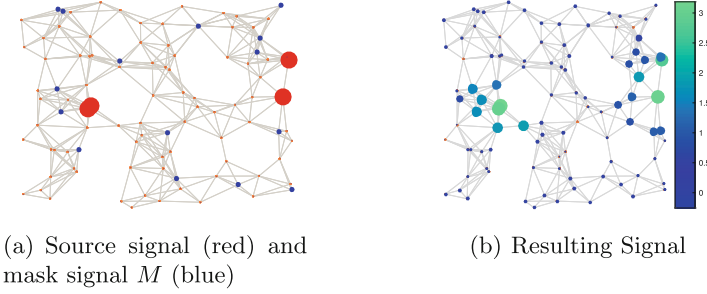 3
2.5
2
1.5
1
0.5
0
(a) Source signal (red) and
mask signal M (blue)
(b) Resulting Signal